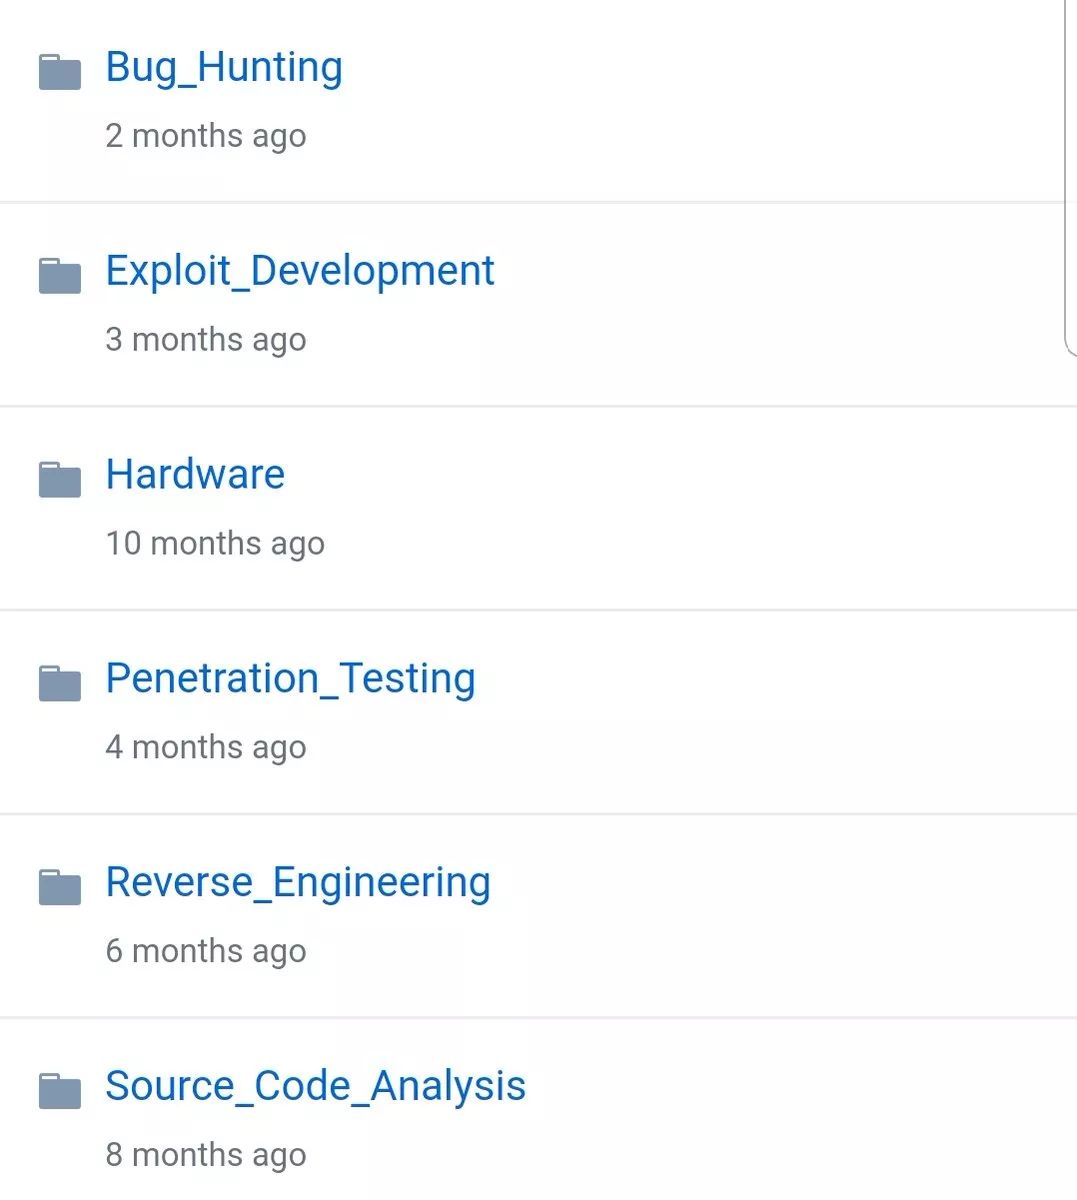 Bug_Hunting
2 months ago
Exploit_Development
3 months ago
Hardware
10 months ago
Penetration_Testing
4 months ago
Reverse_Engineering
6 months ago
Source_Code_Analysis
8 months ago